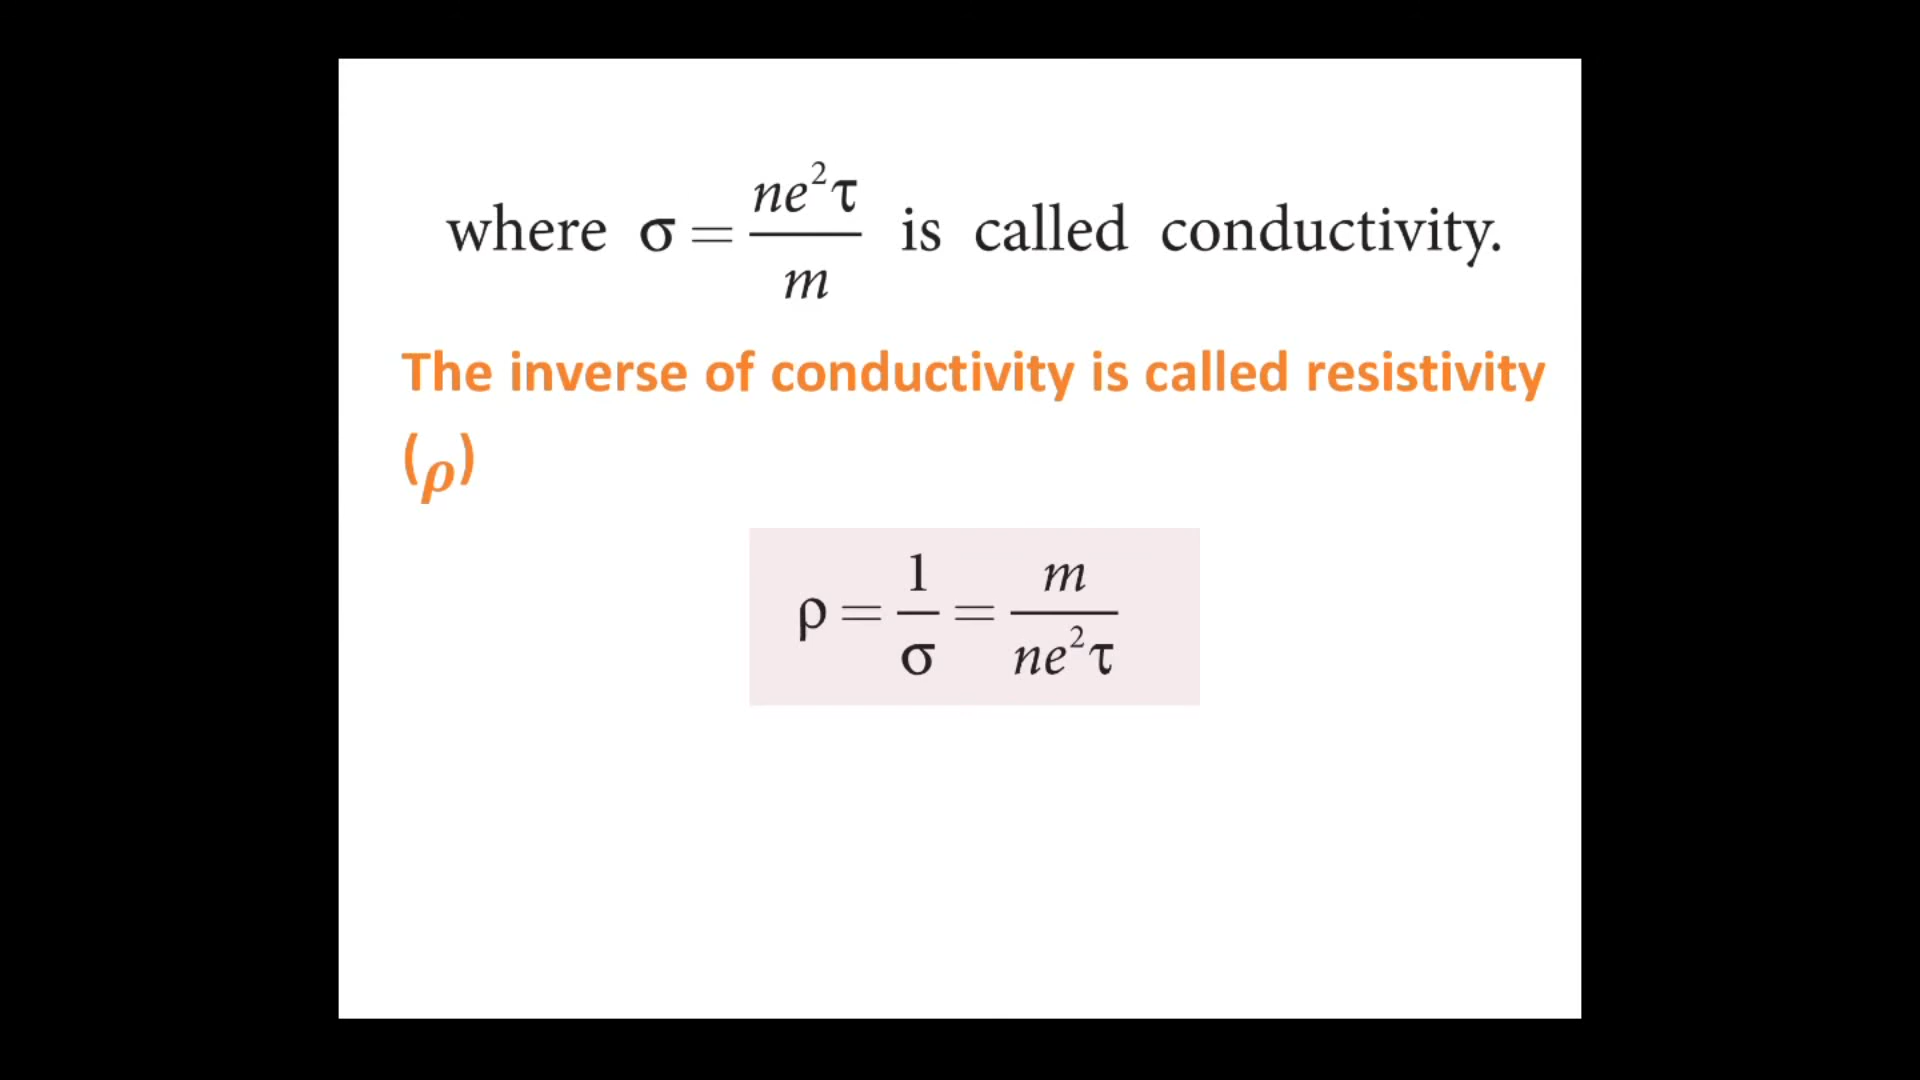 where σ = ne²τ / m is called conductivity.
The inverse of conductivity is called resistivity
(ρ)
ρ = 1 / σ = m / ne²τ